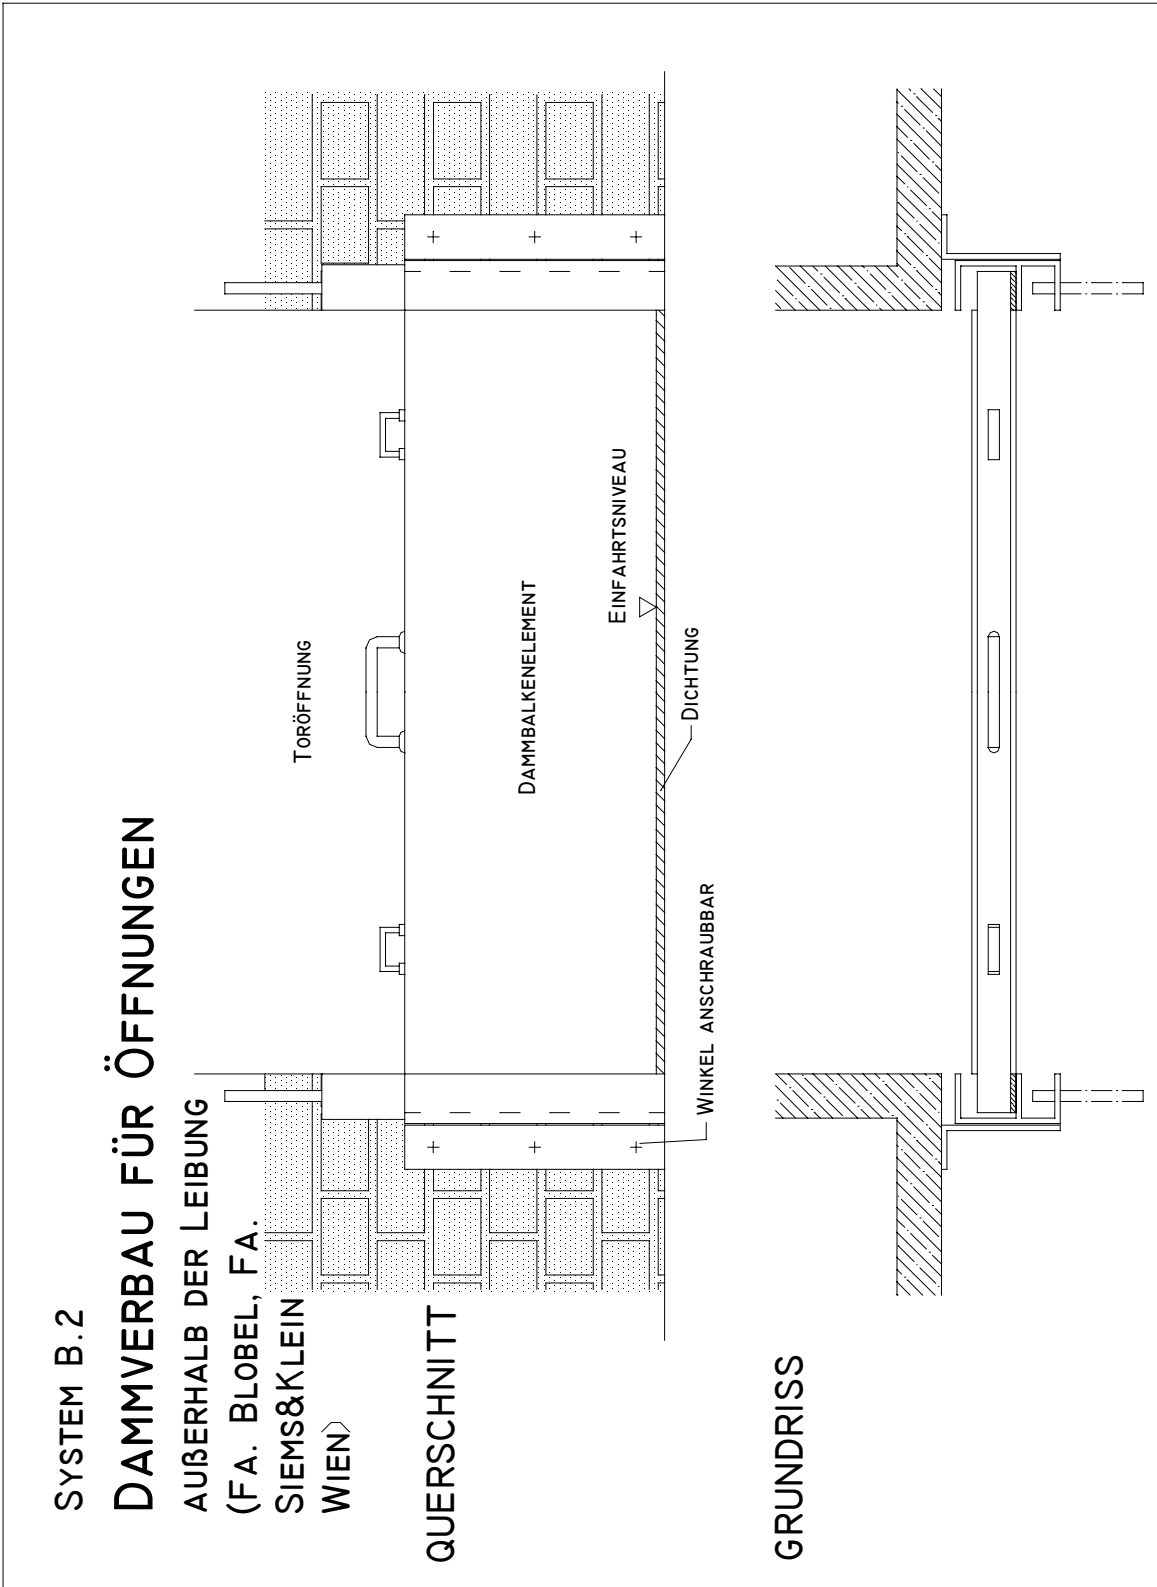 SYSTEM B.2
DAMMVERBAU FÜR ÖFFNUNGEN
AUßERHALB DER LEIBUNG
(FA. BLOBEL, FA.
SIEMS&KLEIN
WIEN)
QUERSCHNITT
TORÖFFNUNG
DAMMBALKENELEMENT
EINFAHRTSNIVEAU
DICHTUNG
WINKEL ANSCHRAUBBAR
GRUNDRISS